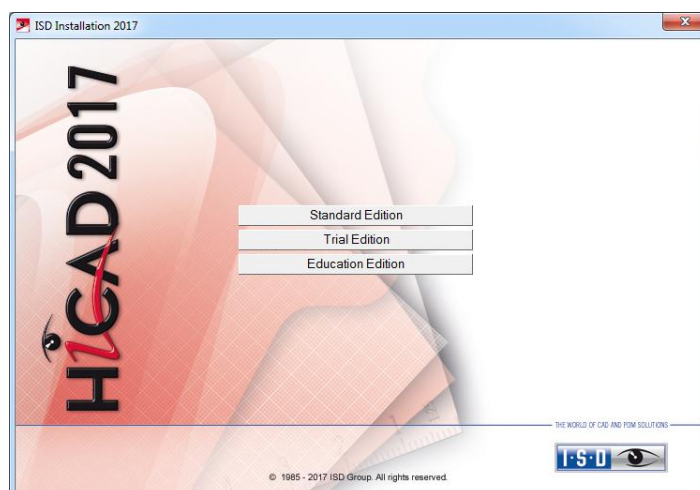 ISD Installation 2017
HiCAD 2017
Standard Edition
Trial Edition
Education Edition
THE WORLD OF CAD AND PDM SOLUTIONS
I·S·D
© 1985 - 2017 ISD Group. All rights reserved.